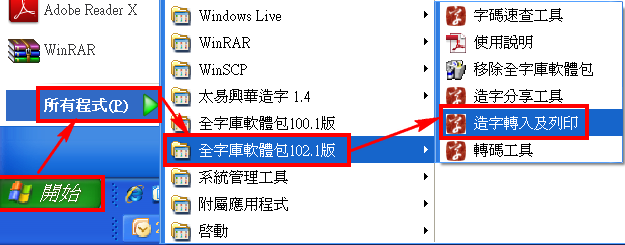 Adobe Reader X
WinRAR
所有程式(P)
開始
Windows Live
WinRAR
WinSCP
太易興華造字 1.4
全字庫軟體包100.1版
全字庫軟體包102.1版
系統管理工具
附屬應用程式
啓動
字碼速查工具
使用說明
移除全字庫軟體包
造字分享工具
造字轉入及列印
轉碼工具